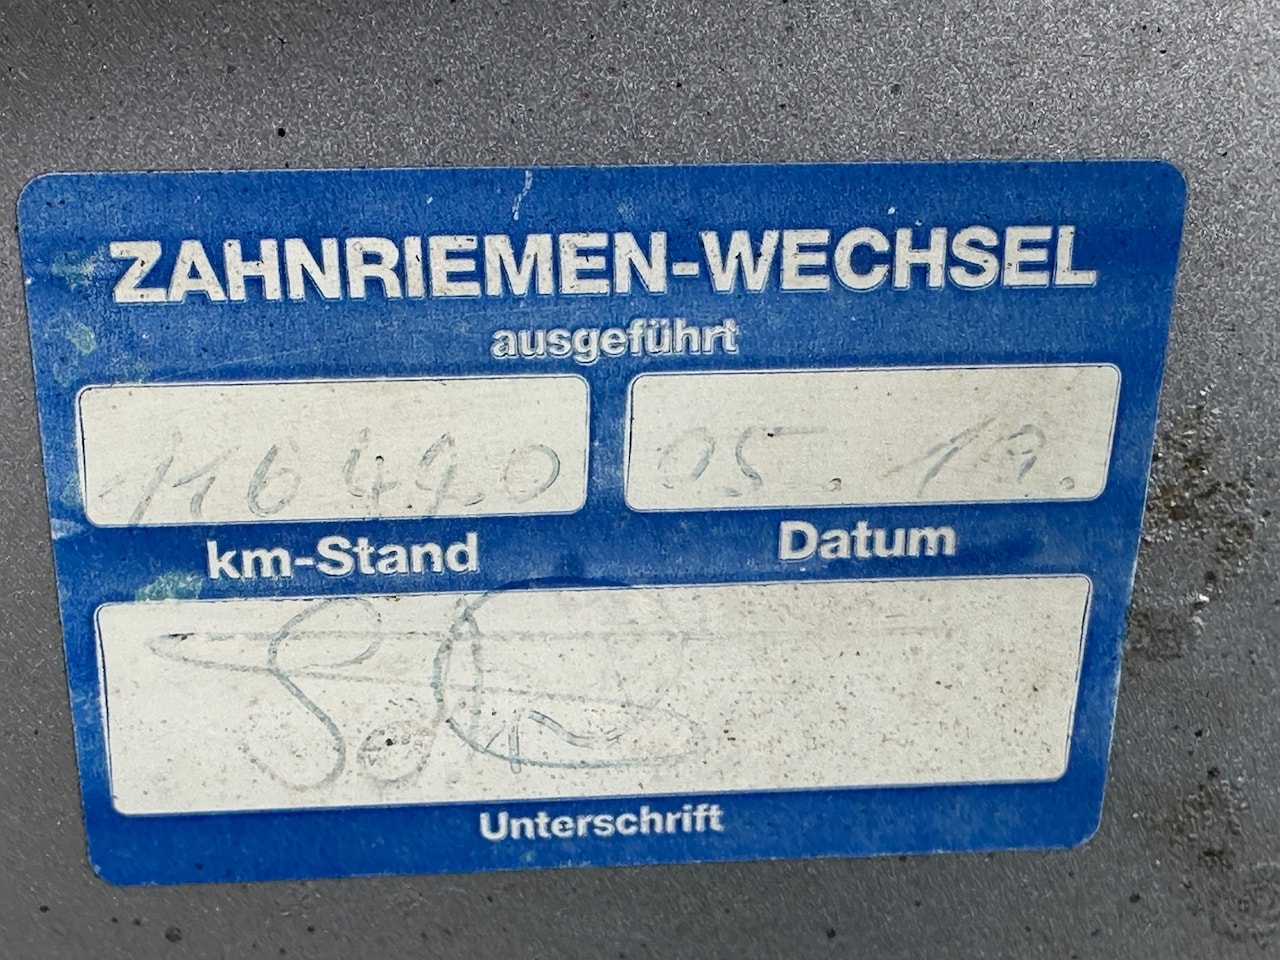 ZAHNRIEMEN-WECHSEL
ausgeführt
116490 05.19.
km-Stand Datum
Unterschrift